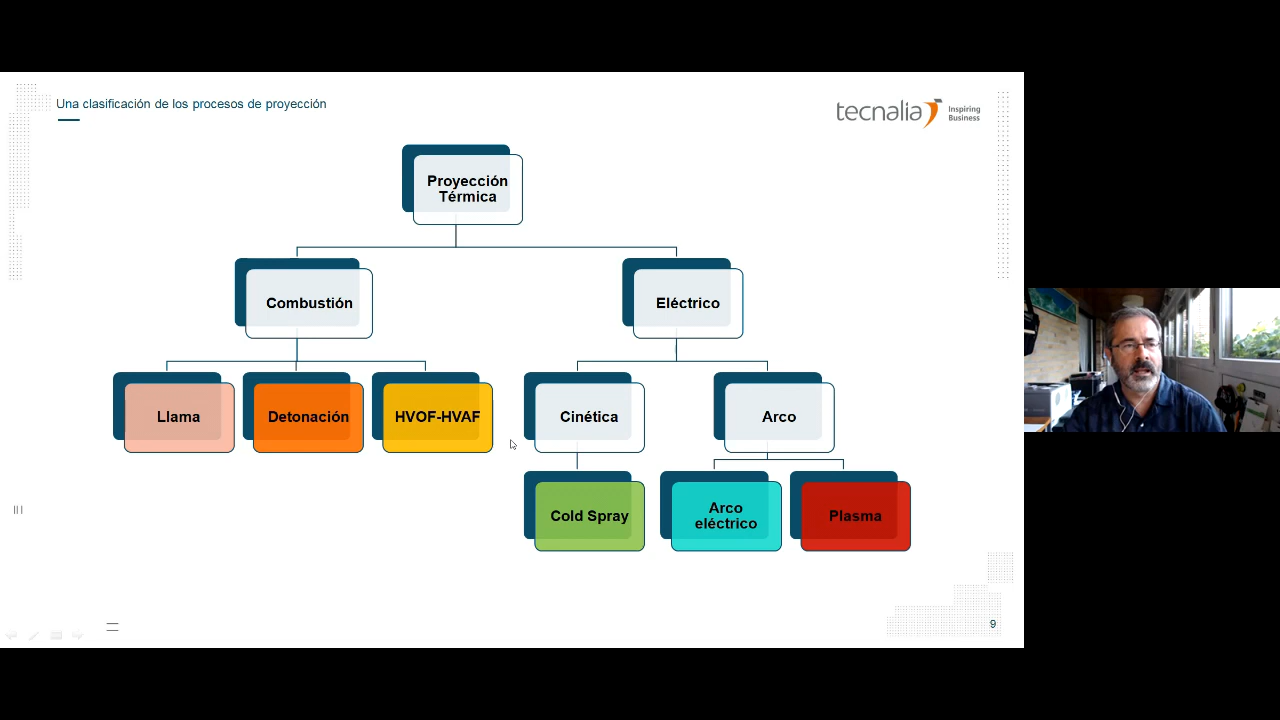 Una clasificación de los procesos de proyección
tecnalia
Inspiring
Business
Proyección
Térmica
Combustión
Eléctrico
Llama
Detonación
HVOF-HVAF
Cinética
Arco
Cold Spray
Arco
eléctrico
Plasma
9